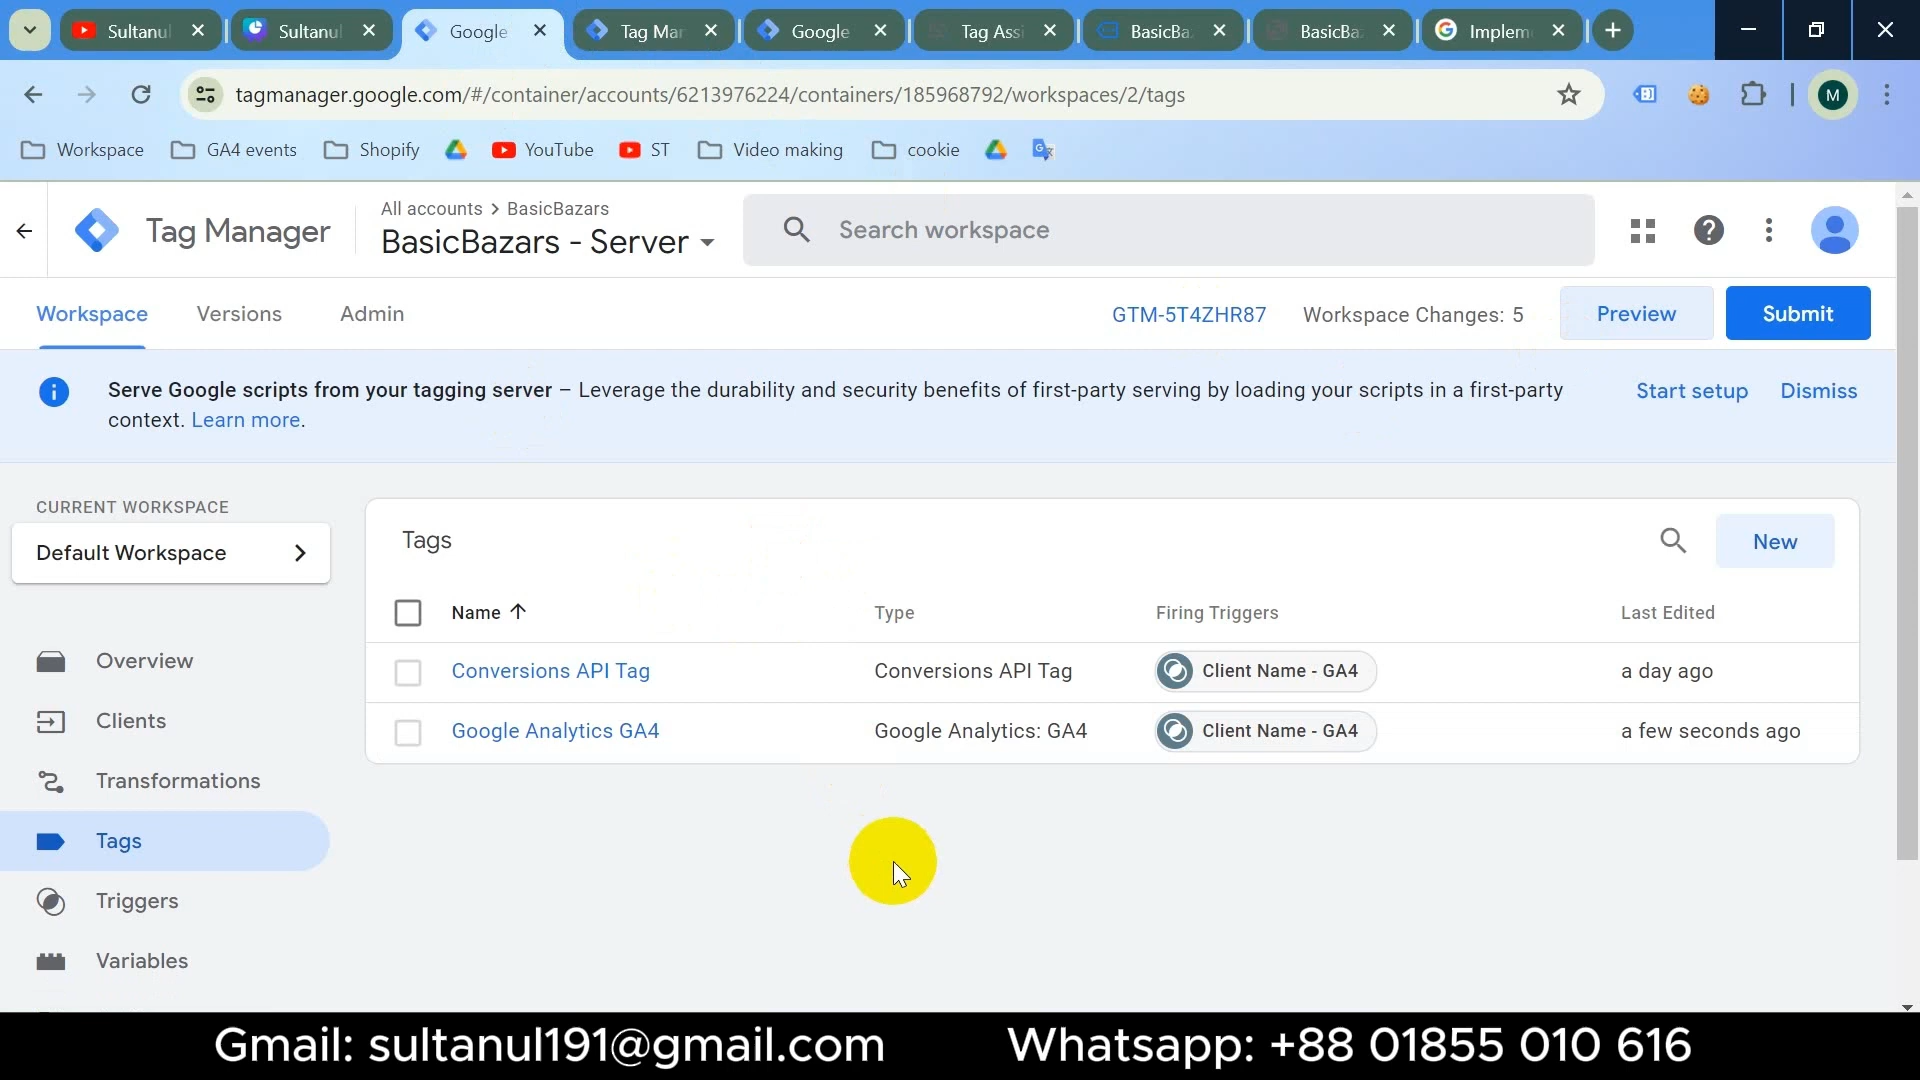 Sultanul
Sultanul
Google
Tag Mar
Google
Tag Assi
BasicBa
BasicBa
Implem
tagmanager.google.com/#/container/accounts/6213976224/containers/185968792/workspaces/2/tags
M
Workspace
GA4 events
Shopify
YouTube
ST
Video making
cookie
Tag Manager
All accounts > BasicBazars
BasicBazars - Server
Search workspace
Workspace
Versions
Admin
GTM-5T4ZHR87
Workspace Changes: 5
Preview
Submit
Serve Google scripts from your tagging server – Leverage the durability and security benefits of first-party serving by loading your scripts in a first-party
context. Learn more.
Start setup
Dismiss
CURRENT WORKSPACE
Default Workspace
Overview
Clients
Transformations
Tags
Triggers
Variables
Tags
New
Name
Type
Firing Triggers
Last Edited
Conversions API Tag
Conversions API Tag
Client Name - GA4
a day ago
Google Analytics GA4
Google Analytics: GA4
Client Name - GA4
a few seconds ago
Gmail: sultanul191@gmail.com
Whatsapp: +88 01855 010 616